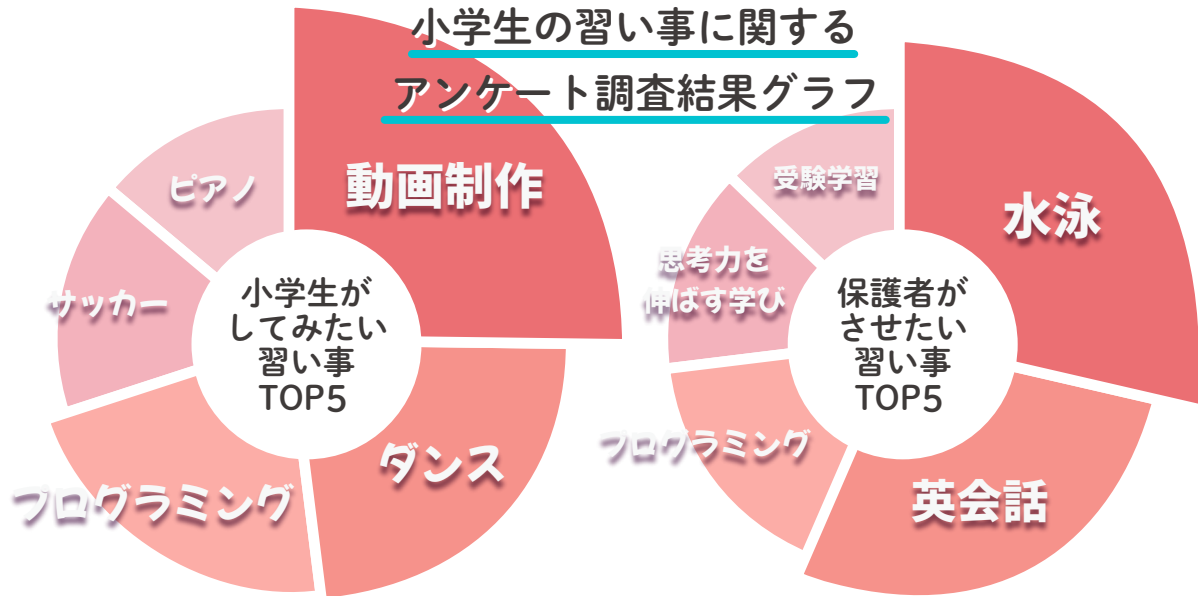 小学生の習い事に関する
アンケート調査結果グラフ
動画制作
ダンス
プログラミング
サッカー
ピアノ
小学生が
してみたい
習い事
TOP5
水泳
英会話
プログラミング
思考力を
伸ばす学び
受験学習
保護者が
させたい
習い事
TOP5